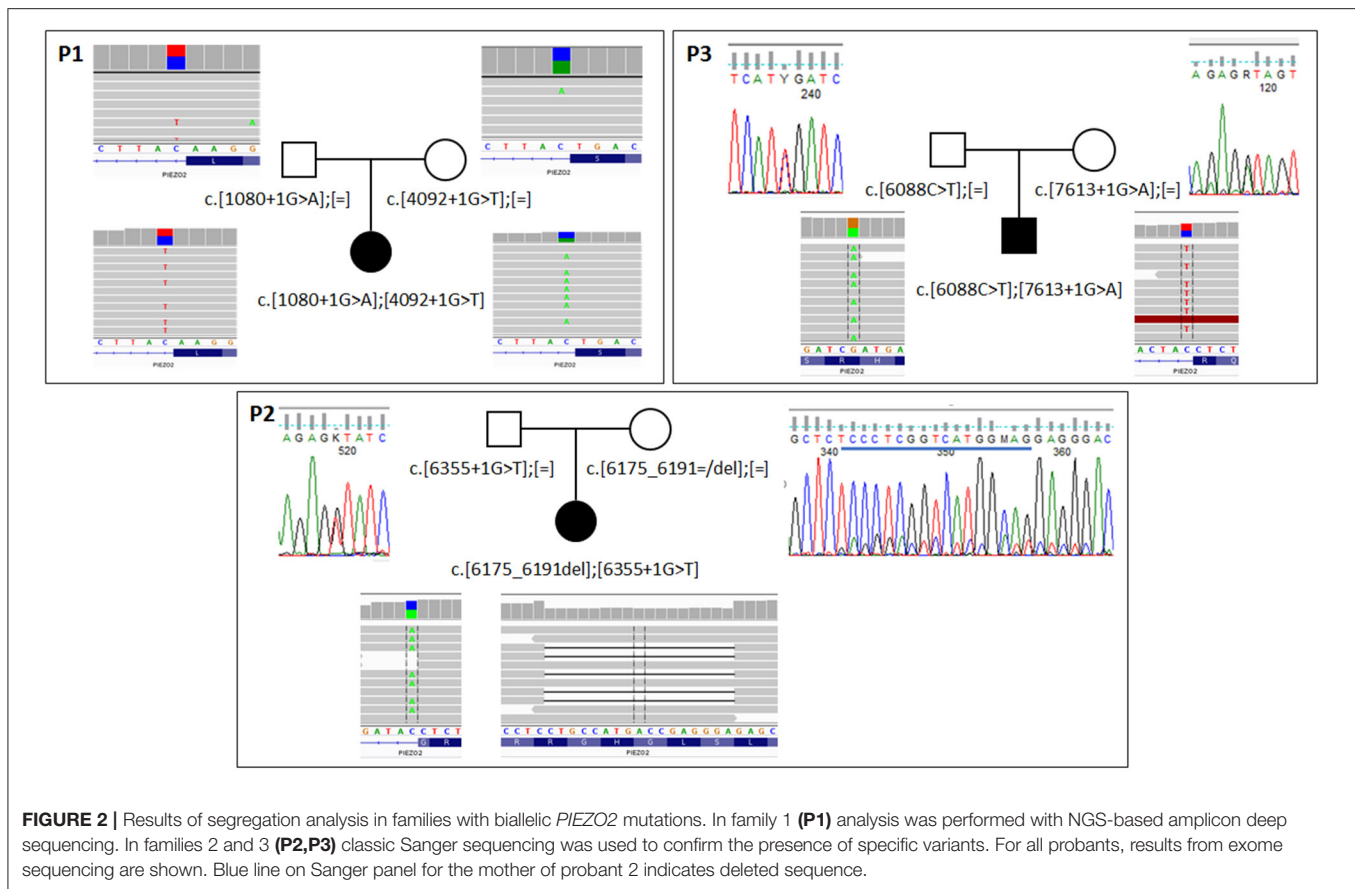 P1
T
A
C T T A C A A G G
L
PIEZO2
A
C T T A C T G A C
S
PIEZO2
c.[1080+1G>A];[=]
c.[4092+1G>T];[=]
T
T
T
T
T
T
T
C T T A C A A G G
L
PIEZO2
A
A
A
A
A
A
C T T A C T G A C
S
PIEZO2
c.[1080+1G>A];[4092+1G>T]
P3
T C A T Y G A T C
240
A G A G R T A G T
120
c.[6088C>T];[=]
c.[7613+1G>A];[=]
A
A
A
A
A
A
G A T C G A T G A
S R H
PIEZO2
T
T
T
T
T
T
T
A C T A C C T C T
R Q
PIEZO2
c.[6088C>T];[7613+1G>A]
P2
A G A G K T A T C
520
c.[6355+1G>T];[=]
c.[6175_6191=/del];[=]
G C T C T C C C T C G G T C A T G G M A G G A G G G A C
340 350 360
c.[6175_6191del];[6355+1G>T]
A
A
A
A
A
A
A
G A T A C C T C T
G R
PIEZO2
C C T C C T G C C A T G A C C G A G G G A G A G C
R R G H G L S L
PIEZO2
FIGURE 2 | Results of segregation analysis in families with biallelic PIEZO2 mutations. In family 1 (P1) analysis was performed with NGS-based amplicon deep
sequencing. In families 2 and 3 (P2,P3) classic Sanger sequencing was used to confirm the presence of specific variants. For all probants, results from exome
sequencing are shown. Blue line on Sanger panel for the mother of probant 2 indicates deleted sequence.